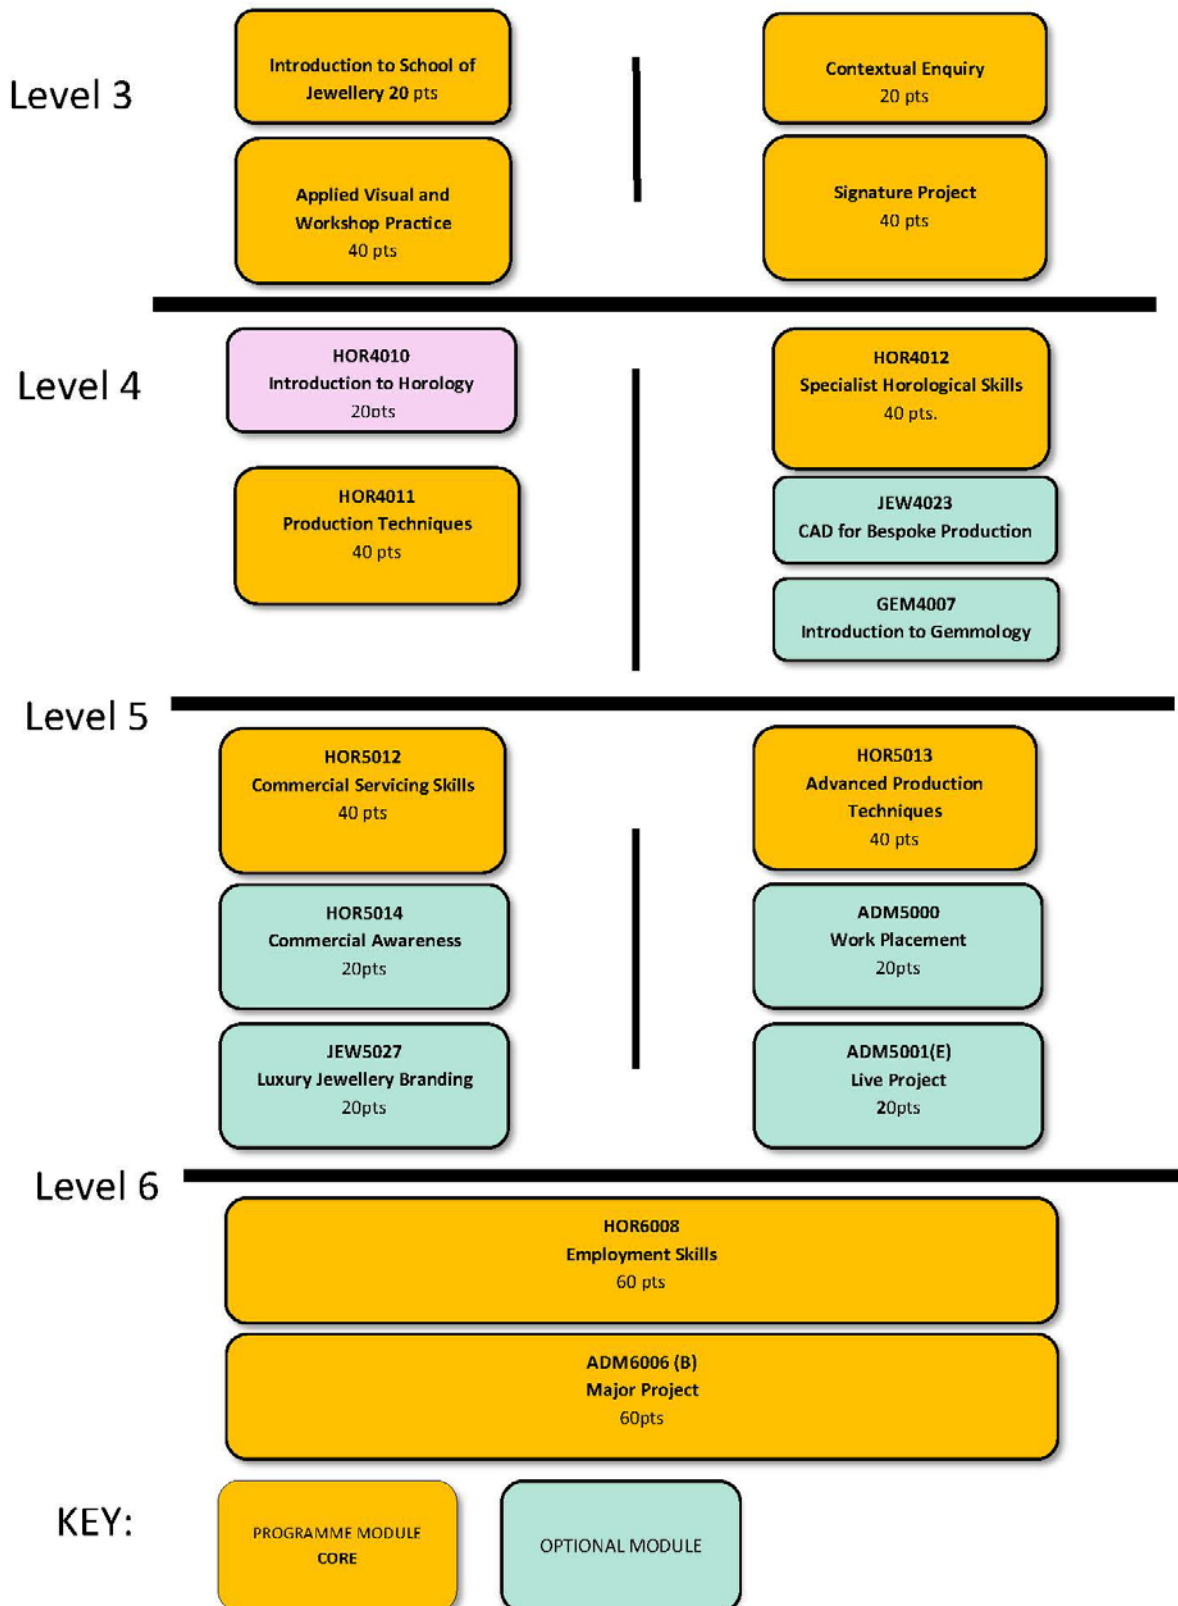 Level 3
Introduction to School of
Jewellery 20 pts
Contextual Enquiry
20 pts
Applied Visual and
Workshop Practice
40 pts
Signature Project
40 pts
Level 4
HOR4010
Introduction to Horology
20pts
HOR4012
Specialist Horological Skills
40 pts.
HOR4011
Production Techniques
40 pts
JEW4023
CAD for Bespoke Production
GEM4007
Introduction to Gemmology
Level 5
HOR5012
Commercial Servicing Skills
40 pts
HOR5013
Advanced Production
Techniques
40 pts
HOR5014
Commercial Awareness
20pts
ADM5000
Work Placement
20pts
JEW5027
Luxury Jewellery Branding
20pts
ADM5001(E)
Live Project
20pts
Level 6
HOR6008
Employment Skills
60 pts
ADM6006 (B)
Major Project
60pts
KEY:
PROGRAMME MODULE
CORE
OPTIONAL MODULE